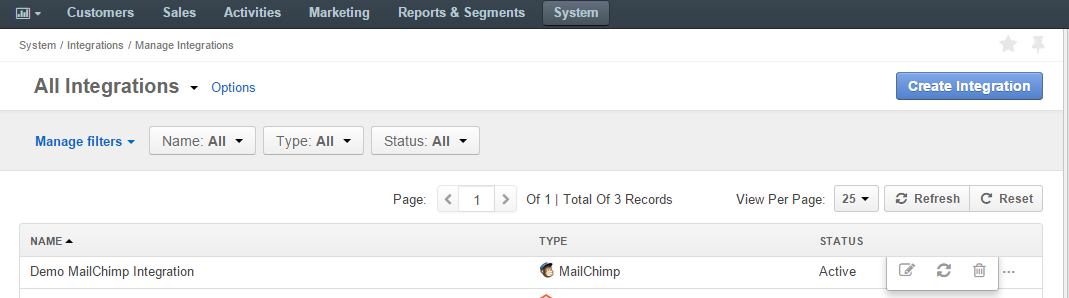 Customers Sales Activities Marketing Reports & Segments System
System / Integrations / Manage Integrations
All Integrations Options Create Integration
Manage filters Name: All Type: All Status: All
Page: 1 Of 1 | Total Of 3 Records View Per Page: 25 Refresh Reset
NAME TYPE STATUS
Demo MailChimp Integration MailChimp Active ...